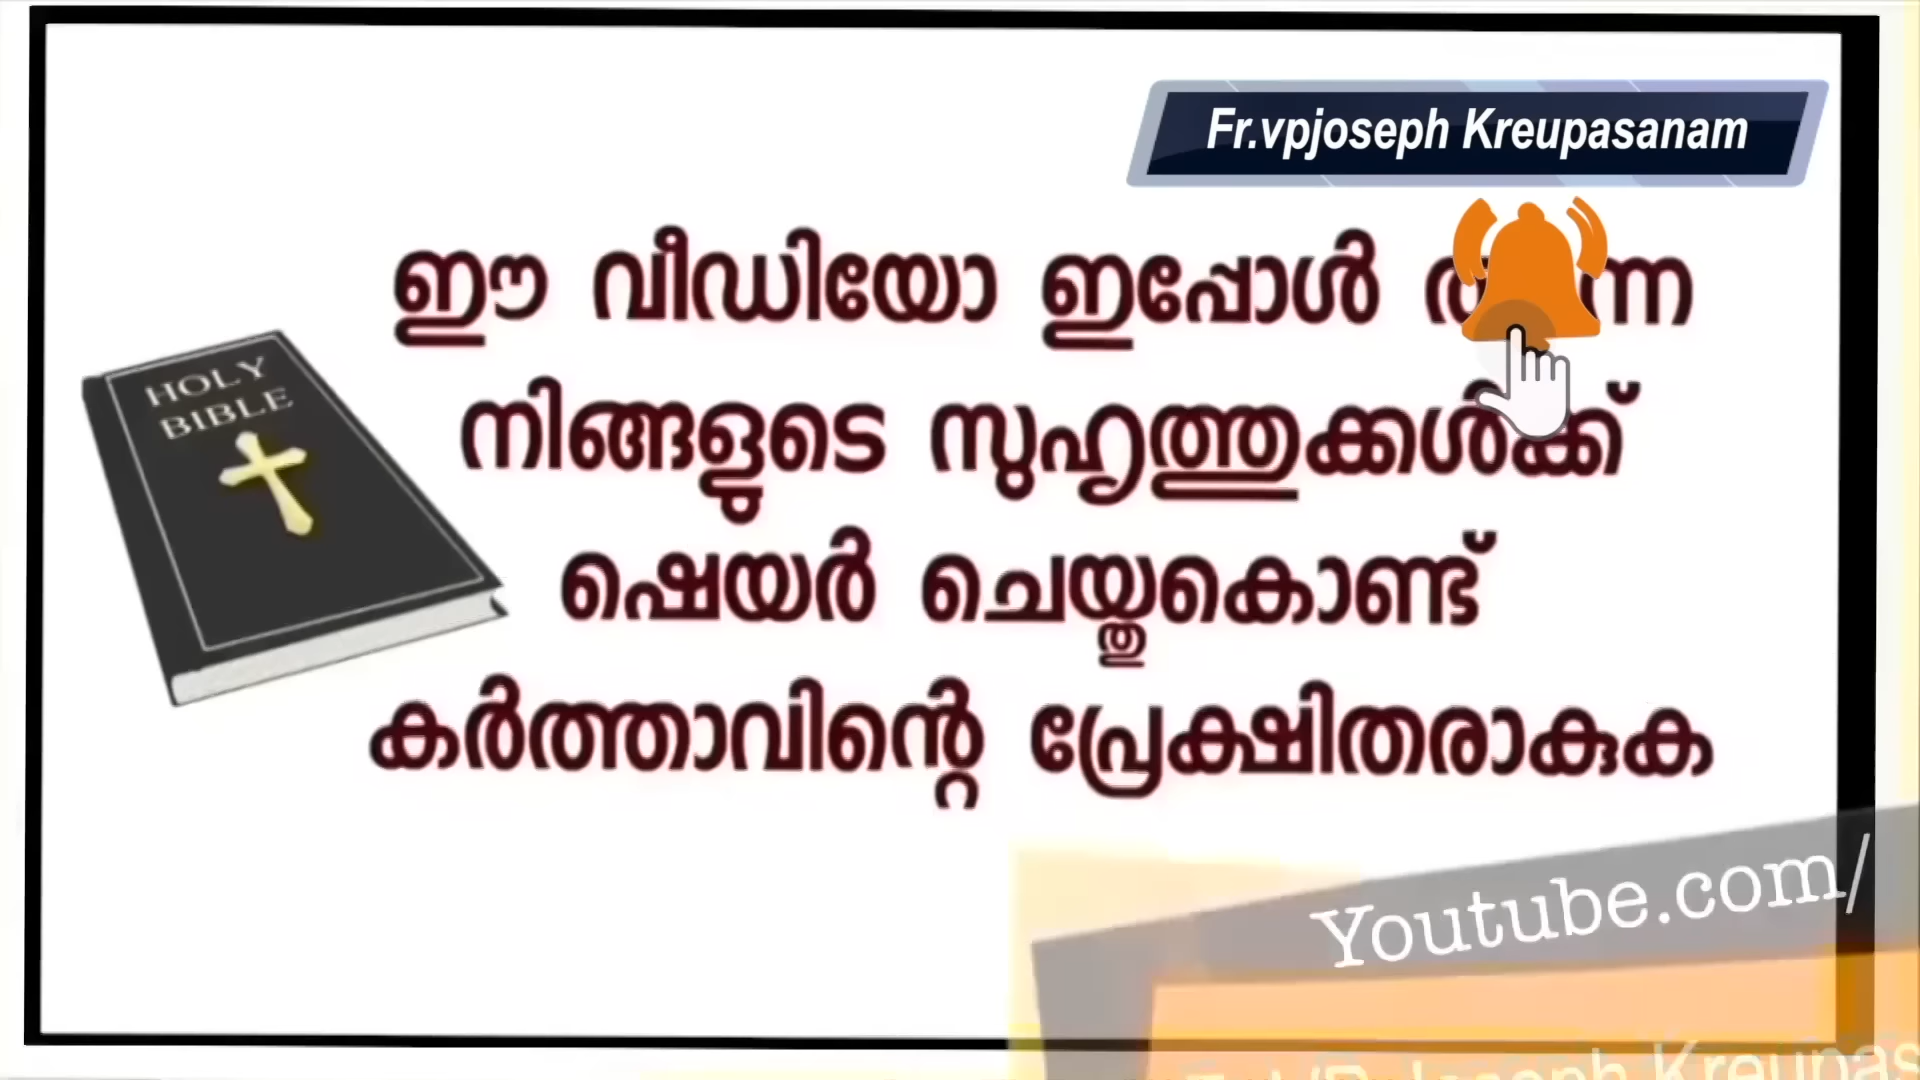 Fr.vpjoseph Kreupasanam
ഈ വീഡിയോ ഇപ്പോൾ
നിങ്ങളുടെ സുഹൃത്തുക്കൾക്ക്
ഷെയർ ചെയ്തുകൊണ്ട്
കർത്താവിന്റെ പ്രേക്ഷിതരാകുക
HOLY
BIBLE
Youtube.com/